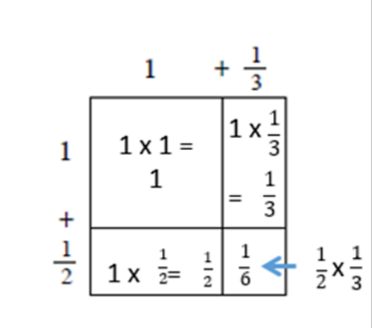 1 + 1/3
1 x 1 =
1
1 x 1/3
= 1/3
1
+
1/2
1 x 1/2 = 1/2
1/6
1/2 x 1/3